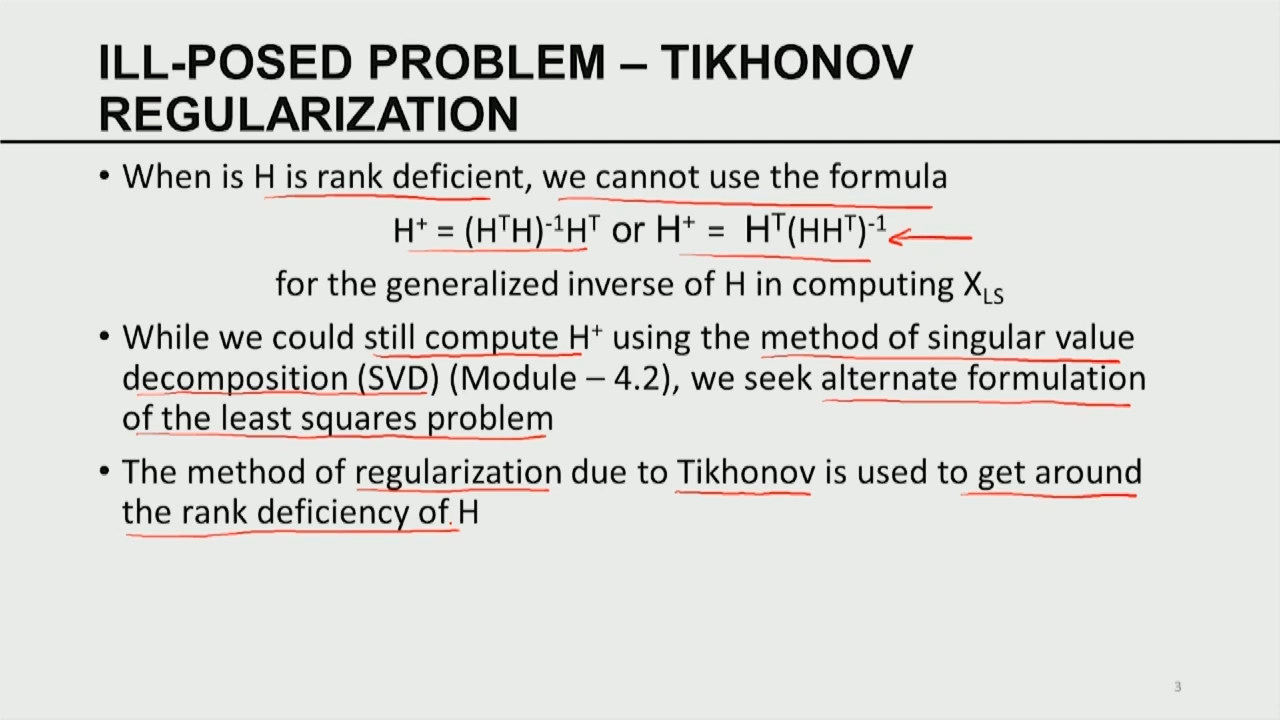 ILL-POSED PROBLEM – TIKHONOV
REGULARIZATION
• When is H is rank deficient, we cannot use the formula
H⁺ = (HᵀH)⁻¹Hᵀ or H⁺ = Hᵀ(HHᵀ)⁻¹
for the generalized inverse of H in computing X_LS
• While we could still compute H⁺ using the method of singular value
decomposition (SVD) (Module – 4.2), we seek alternate formulation
of the least squares problem
• The method of regularization due to Tikhonov is used to get around
the rank deficiency of H
3